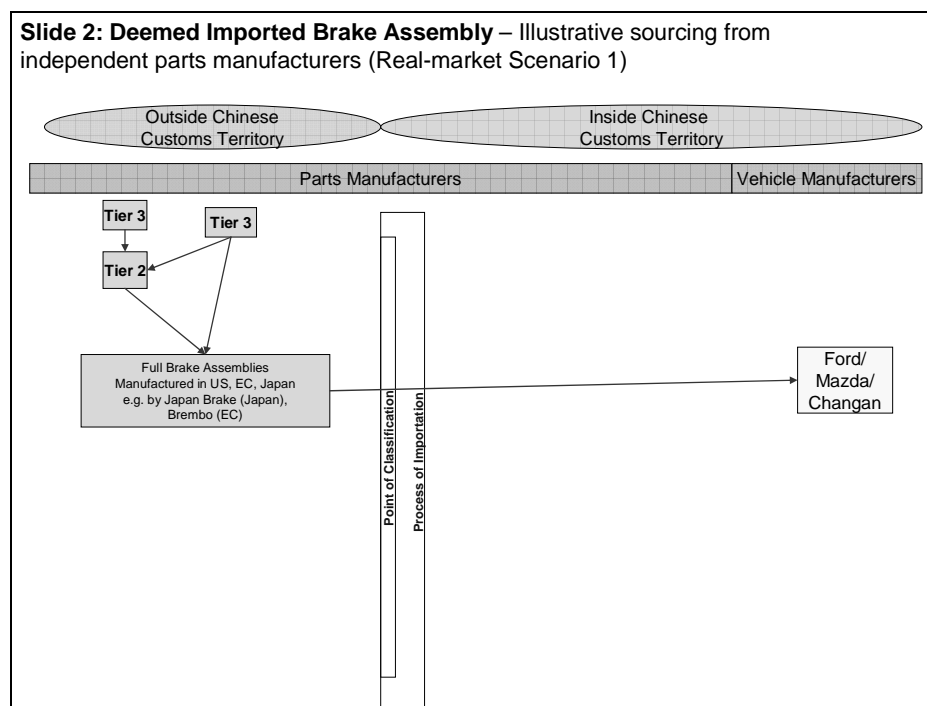 Slide 2: Deemed Imported Brake Assembly – Illustrative sourcing from
independent parts manufacturers (Real-market Scenario 1)
Outside Chinese
Customs Territory
Inside Chinese
Customs Territory
Parts Manufacturers
Vehicle Manufacturers
Tier 3
Tier 3
Tier 2
Full Brake Assemblies
Manufactured in US, EC, Japan
e.g. by Japan Brake (Japan),
Brembo (EC)
Point of Classification
Process of Importation
Ford/
Mazda/
Changan